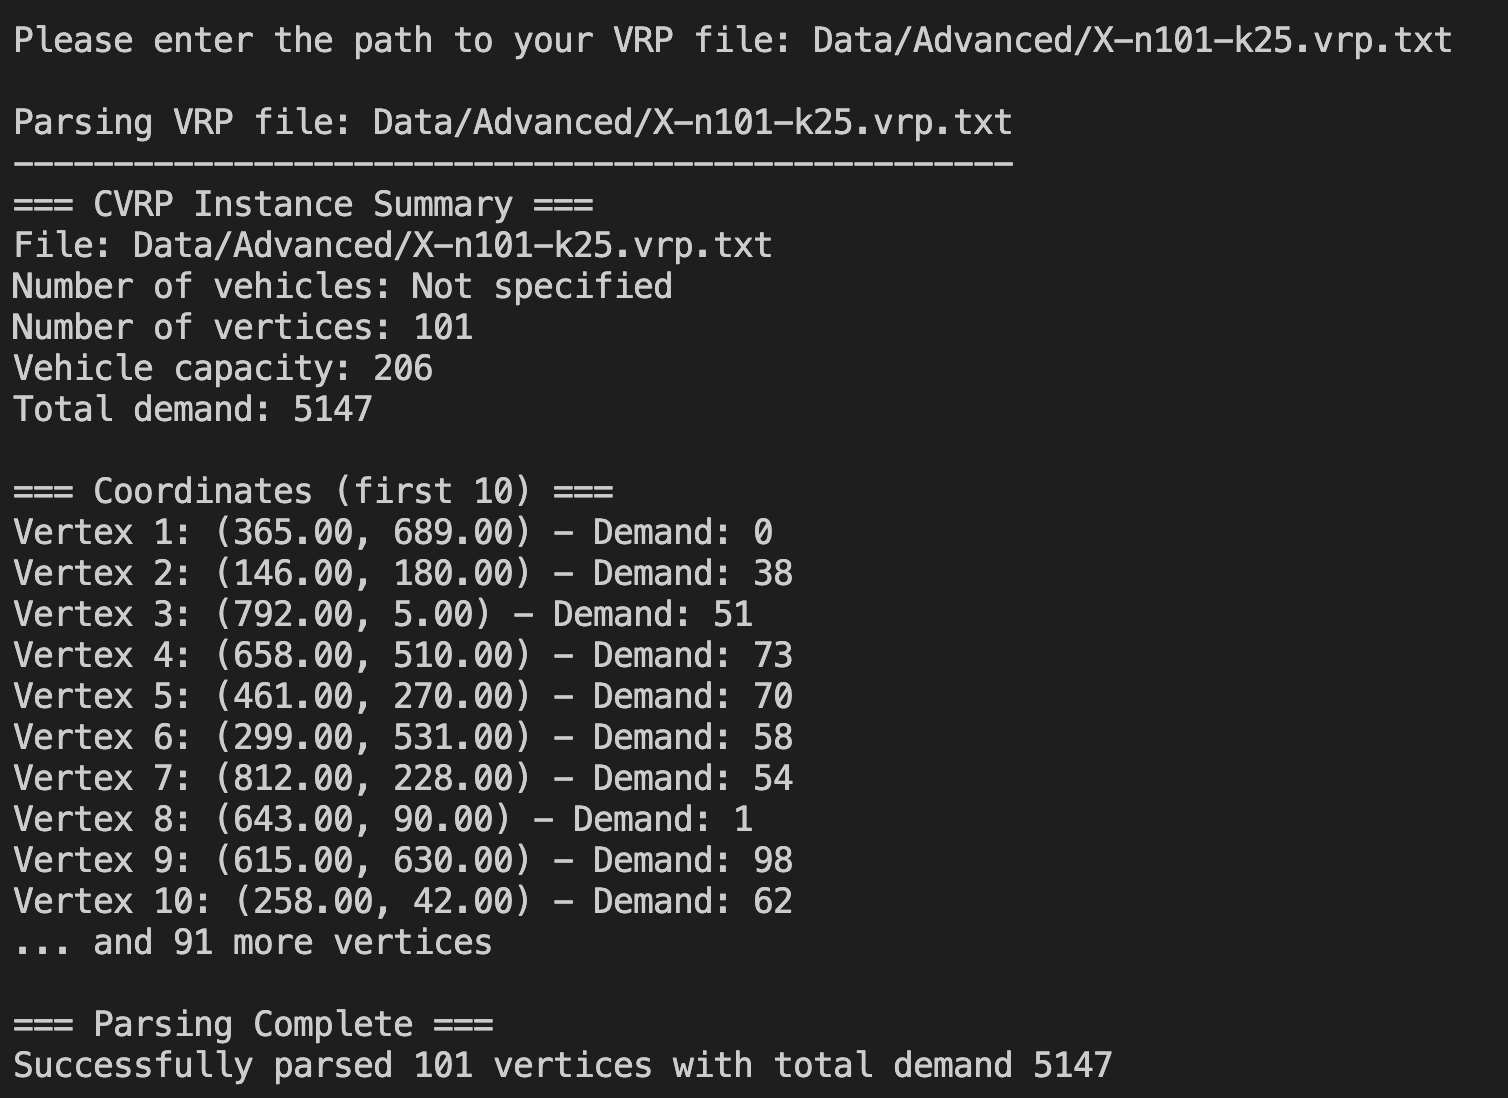 Please enter the path to your VRP file: Data/Advanced/X-n101-k25.vrp.txt
Parsing VRP file: Data/Advanced/X-n101-k25.vrp.txt
--------------------------------------------------
=== CVRP Instance Summary ===
File: Data/Advanced/X-n101-k25.vrp.txt
Number of vehicles: Not specified
Number of vertices: 101
Vehicle capacity: 206
Total demand: 5147
=== Coordinates (first 10) ===
Vertex 1: (365.00, 689.00) - Demand: 0
Vertex 2: (146.00, 180.00) - Demand: 38
Vertex 3: (792.00, 5.00) - Demand: 51
Vertex 4: (658.00, 510.00) - Demand: 73
Vertex 5: (461.00, 270.00) - Demand: 70
Vertex 6: (299.00, 531.00) - Demand: 58
Vertex 7: (812.00, 228.00) - Demand: 54
Vertex 8: (643.00, 90.00) - Demand: 1
Vertex 9: (615.00, 630.00) - Demand: 98
Vertex 10: (258.00, 42.00) - Demand: 62
... and 91 more vertices
=== Parsing Complete ===
Successfully parsed 101 vertices with total demand 5147